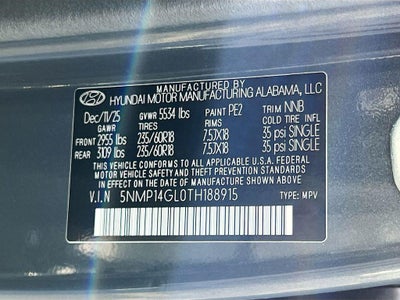 MANUFACTURED BY
HYUNDAI MOTOR MANUFACTURING ALABAMA, LLC
Dec/11/25 GVWR 5534 lbs PAINT PE2 TRIM NNB
GAWR TIRES RIMS COLD TIRE INFL
FRONT 2955 lbs 235/60R18 7.5JX18 35 psi SINGLE
REAR 3109 lbs 235/60R18 7.5JX18 35 psi SINGLE
THIS VEHICLE CONFORMS TO ALL APPLICABLE U.S.
FEDERAL MOTOR VEHICLE SAFETY AND THEFT PREVENTION
STANDARDS IN EFFECT ON THE DATE OF MANUFACTURE SHOWN ABOVE.
V.I.N 5NMP14GL0TH188915 TYPE: MPV